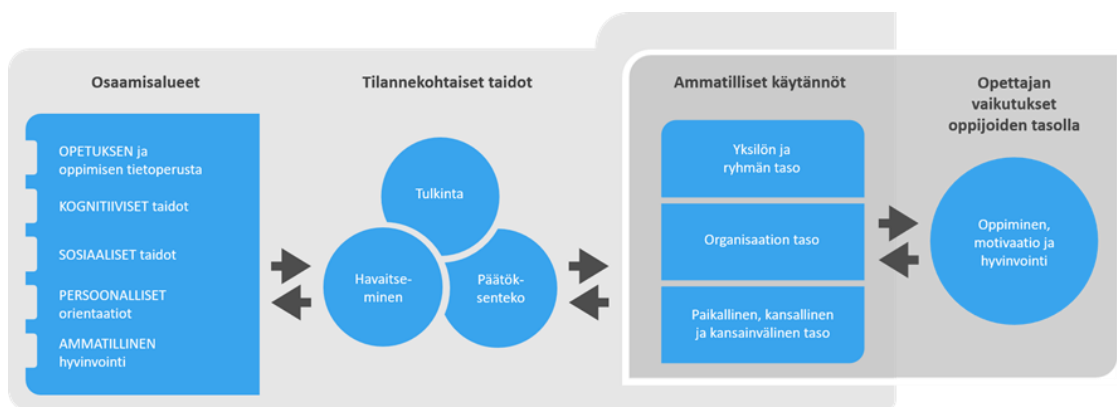 Osaamisalueet
OPETUKSEN ja
oppimisen tietoperusta
KOGNITIIVISET taidot
SOSIAALISET taidot
PERSOONALLISET
orientaatiot
AMMATILLINEN
hyvinvointi
Tilannekohtaiset taidot
Tulkinta
Havaitse-
minen
Päätök-
senteko
Ammatilliset käytännöt
Yksilön ja
ryhmän taso
Organisaation taso
Paikallinen, kansallinen
ja kansainvälinen taso
Opettajan
vaikutukset
oppijoiden tasolla
Oppiminen,
motivaatio ja
hyvinvointi